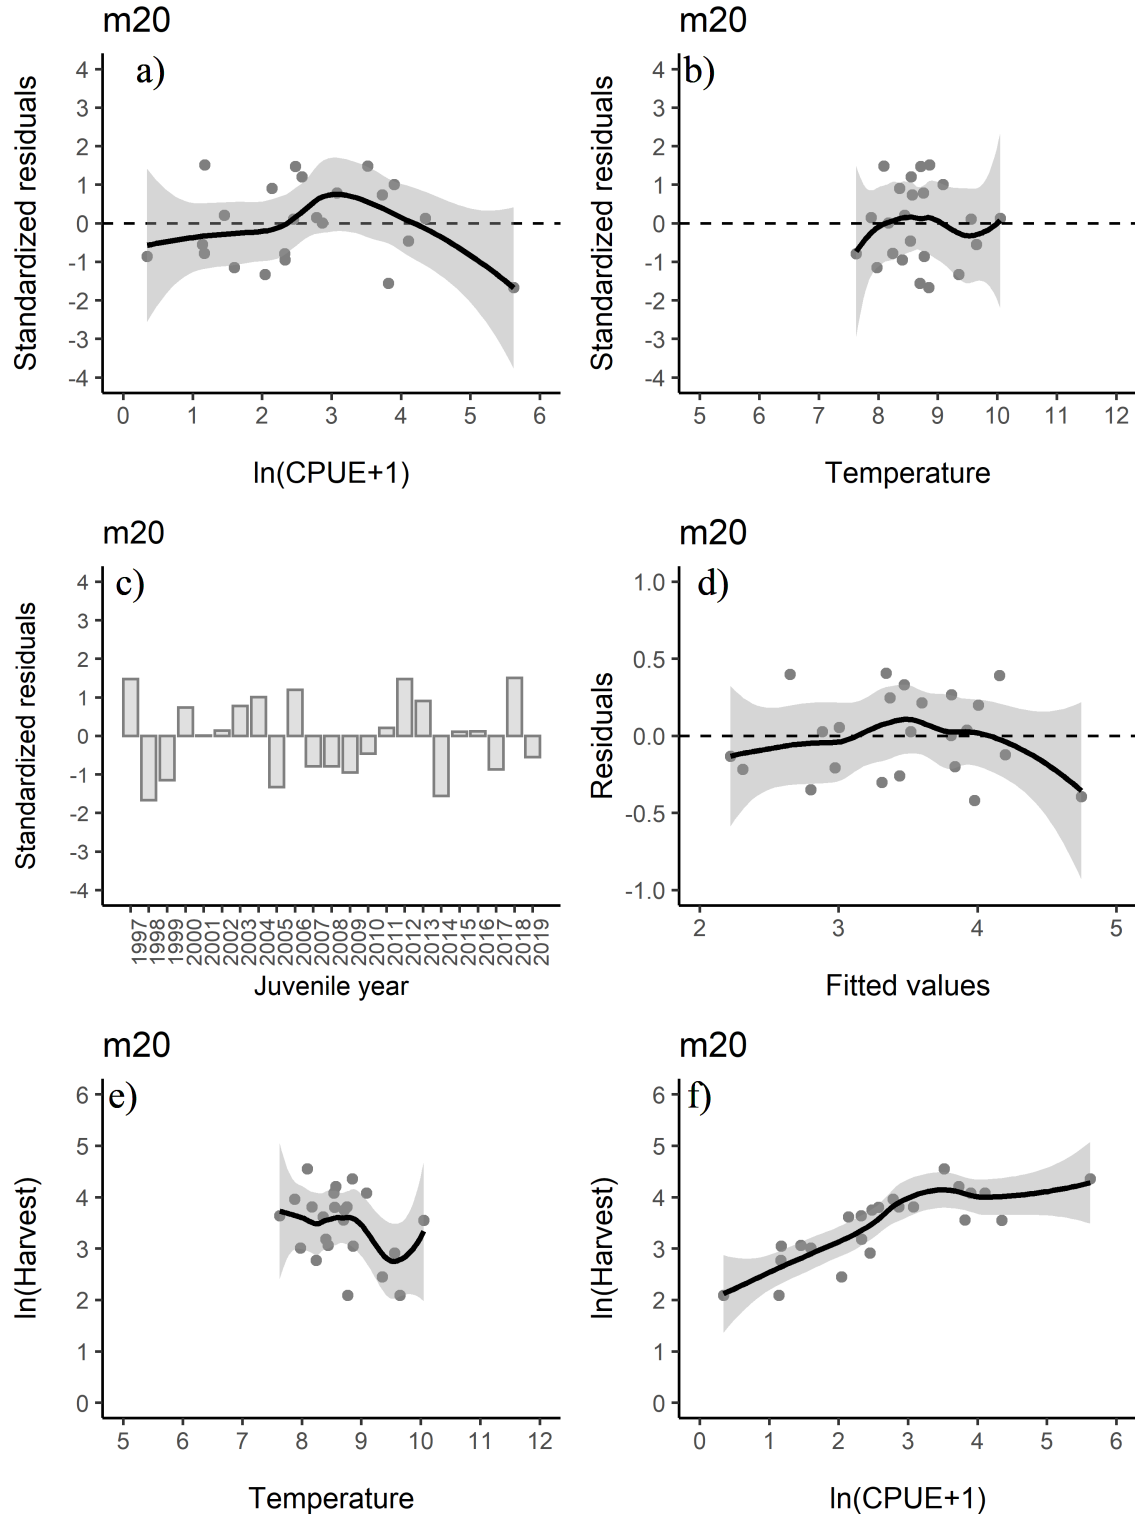 m20
a)
Standardized residuals
4
3
2
1
0
-1
-2
-3
-4
0 1 2 3 4 5 6
ln(CPUE+1)
m20
b)
Standardized residuals
4
3
2
1
0
-1
-2
-3
-4
5 6 7 8 9 10 11 12
Temperature
m20
c)
Standardized residuals
4
3
2
1
0
-1
-2
-3
-4
1997 1998 1999 2000 2001 2002 2003 2004 2005 2006 2007 2008 2009 2010 2011 2012 2013 2014 2015 2016 2017 2018 2019
Juvenile year
m20
d)
Residuals
1.0
0.5
0.0
-0.5
-1.0
2 3 4 5
Fitted values
m20
e)
ln(Harvest)
6
5
4
3
2
1
0
5 6 7 8 9 10 11 12
Temperature
m20
f)
ln(Harvest)
6
5
4
3
2
1
0
0 1 2 3 4 5 6
ln(CPUE+1)